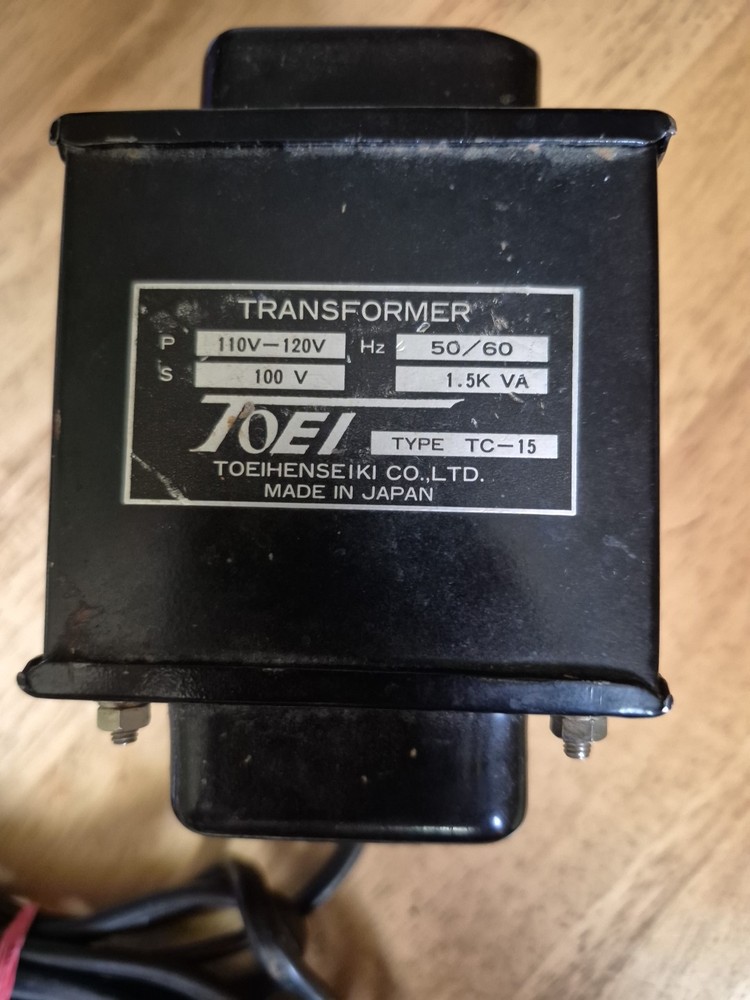 TRANSFORMER
P 110V—120V Hz 50/60
S 100 V 1.5K VA
TOEI TYPE TC—15
TOEIHENSEIKI CO.,LTD.
MADE IN JAPAN